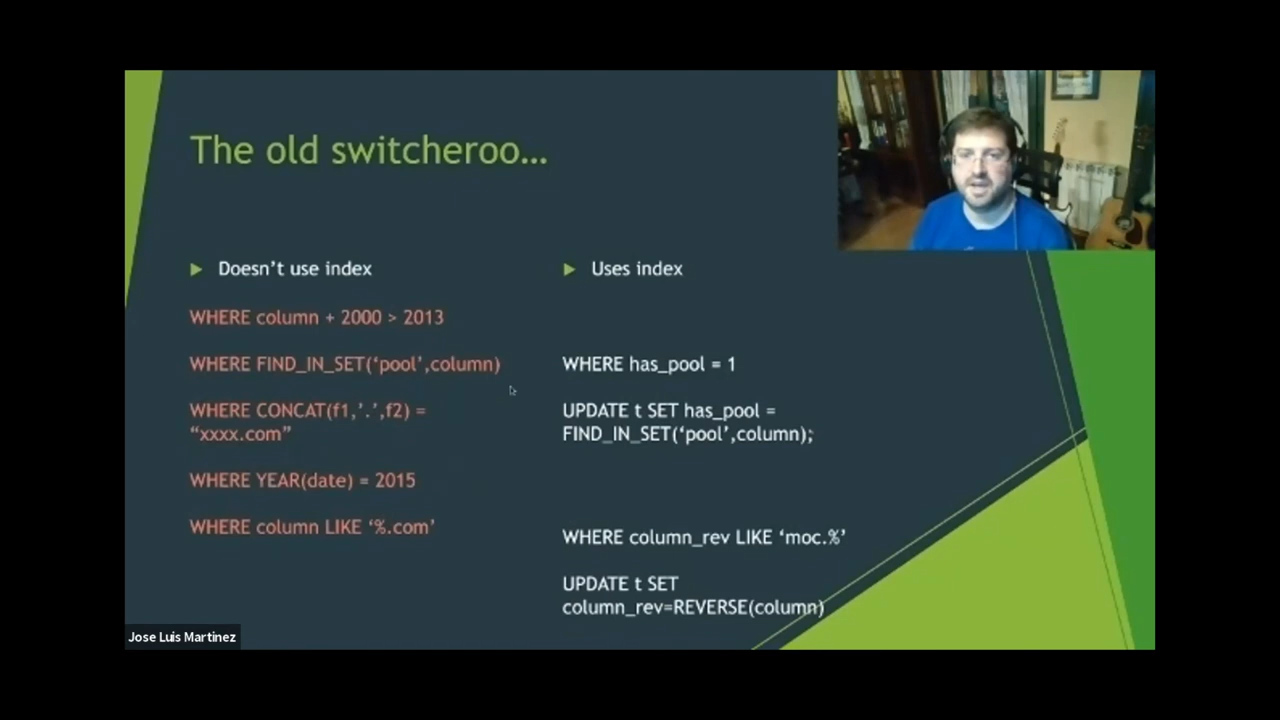 The old switcheroo...
Doesn't use index
WHERE column + 2000 > 2013
WHERE FIND_IN_SET(‘pool’,column)
WHERE CONCAT(f1,’.’,f2) =
“xxxx.com”
WHERE YEAR(date) = 2015
WHERE column LIKE ‘%.com’
Uses index
WHERE has_pool = 1
UPDATE t SET has_pool =
FIND_IN_SET(‘pool’,column);
WHERE column_rev LIKE ‘moc.%’
UPDATE t SET
column_rev=REVERSE(column)
Jose Luis Martinez